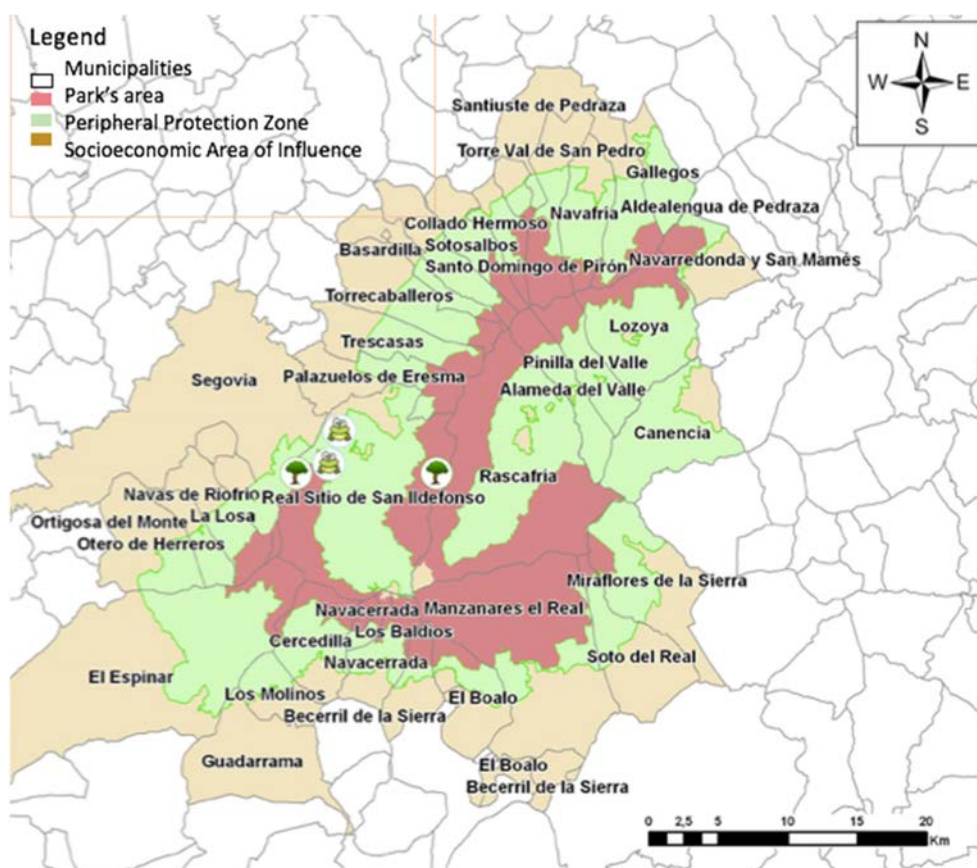 Legend
Municipalities
Park's area
Peripheral Protection Zone
Socioeconomic Area of Influence
N
W E
S
Santiuste de Pedraza
Torre Val de San Pedro
Gallegos
Navafria
Aldealengua de Pedraza
Collado Hermoso
Sotosalbos
Basardilla
Santo Domingo de Pirón
Navarredonda y San Mamés
Torrecaballeros
Lozoya
Trescasas
Pinilla del Valle
Segovia
Palazuelos de Eresma
Alameda del Valle
Canencia
Rascafria
Navas de Riofrio
Real Sitio de San Ildefonso
Ortigosa del Monte
La Losa
Otero de Herreros
Miraflores de la Sierra
Navacerrada
Manzanares el Real
Cercedilla
Los Baldios
Navacerrada
Soto del Real
El Espinar
Los Molinos
El Boalo
Becerril de la Sierra
Guadarrama
El Boalo
Becerril de la Sierra
0 2,5 5 10 15 20
Km